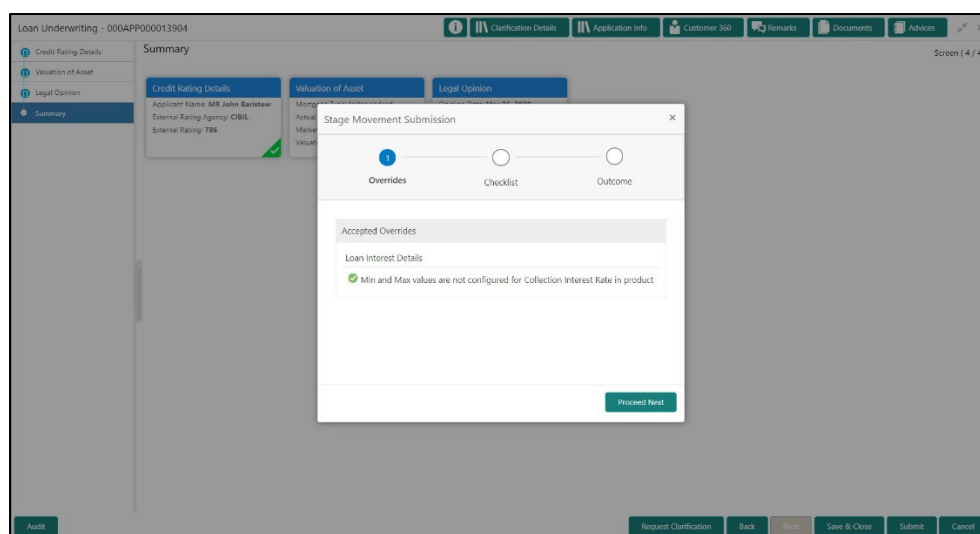 Loan Underwriting - 000APP000013904
Clarification Details
Application Info
Customer 360
Remarks
Documents
Advices
Credit Rating Details
Valuation of Asset
Legal Opinion
Summary
Summary
Screen ( 4 / 4
Credit Rating Details
Applicant Name: MR John Baristow
External Rating Agency: CIBIL
External Rating: 786
Valuation of Asset
Actual
Market
Legal Opinion
Stage Movement Submission
1
Overrides
Checklist
Outcome
Accepted Overrides
Loan Interest Details
Min and Max values are not configured for Collection Interest Rate in product
Proceed Next
Audit
Request Clarification
Back
Next
Save & Close
Submit
Cancel